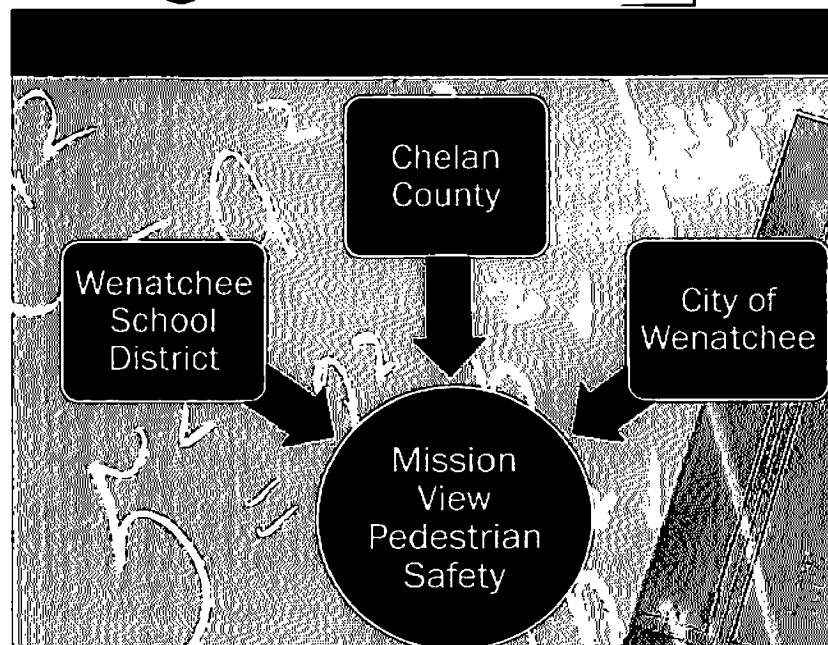 Chelan
County
Wenatchee
School
District
City of
Wenatchee
Mission
View
Pedestrian
Safety